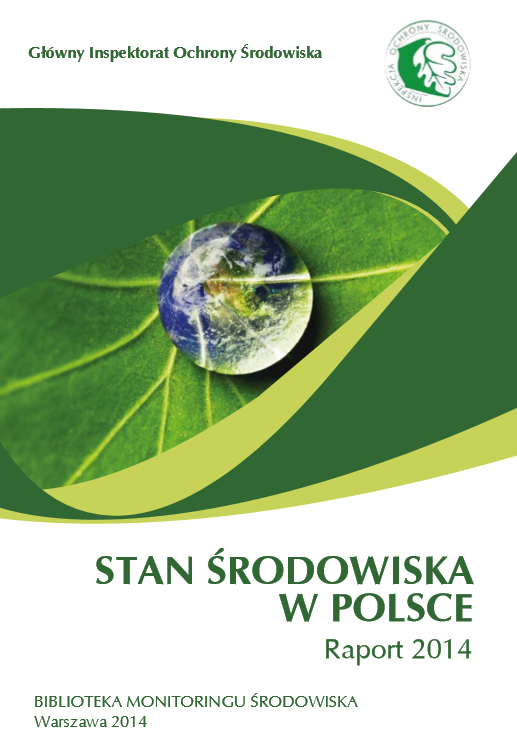 Główny Inspektorat Ochrony Środowiska
INSPEKCJA OCHRONY ŚRODOWISKA
STAN ŚRODOWISKA
W POLSCE
Raport 2014
BIBLIOTEKA MONITORINGU ŚRODOWISKA
Warszawa 2014